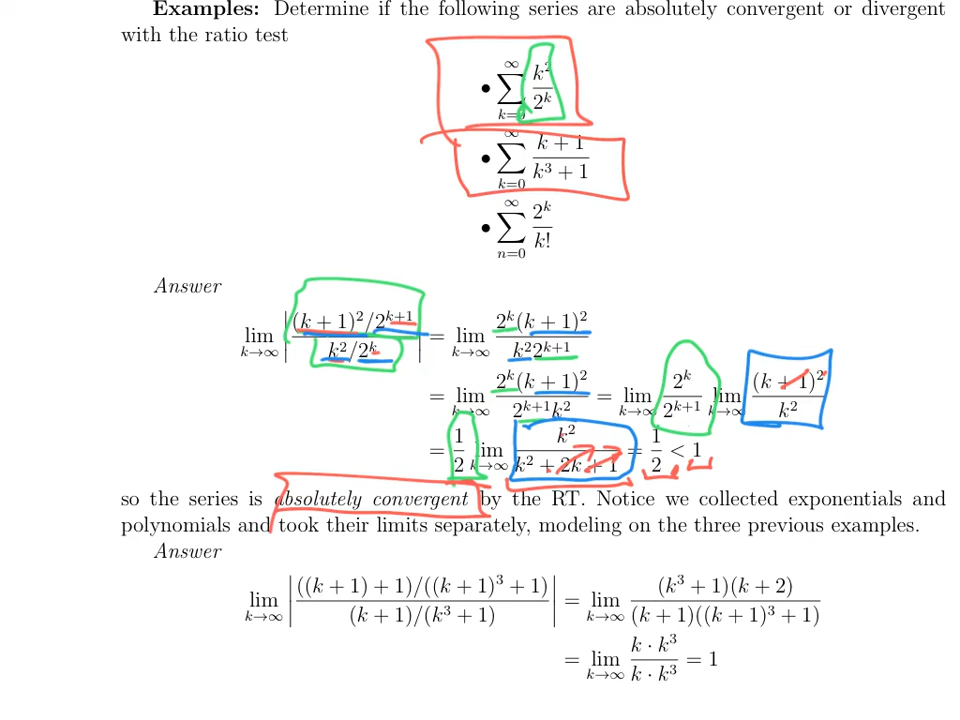 Examples: Determine if the following series are absolutely convergent or divergent
with the ratio test
• ∑_{k=0}^{∞} k²/2^k
• ∑_{k=0}^{∞} (k + 1)/(k³ + 1)
• ∑_{n=0}^{∞} 2^k/k!
Answer
lim_{k→∞} |((k + 1)²/2^{k+1})/(k²/2^k)| = lim_{k→∞} (2^k(k + 1)²)/(k²2^{k+1})
= lim_{k→∞} (2^k(k + 1)²)/(2^{k+1}k²) = lim_{k→∞} 2^k/2^{k+1} lim_{k→∞} (k + 1)²/k²
= 1/2 lim_{k→∞} k²/(k² + 2k + 1) = 1/2 < 1
so the series is absolutely convergent by the RT. Notice we collected exponentials and
polynomials and took their limits separately, modeling on the three previous examples.
Answer
lim_{k→∞} |(((k + 1) + 1)/((k + 1)³ + 1))/((k + 1)/(k³ + 1))| = lim_{k→∞} ((k³ + 1)(k + 2))/((k + 1)((k + 1)³ + 1))
= lim_{k→∞} (k · k³)/(k · k³) = 1